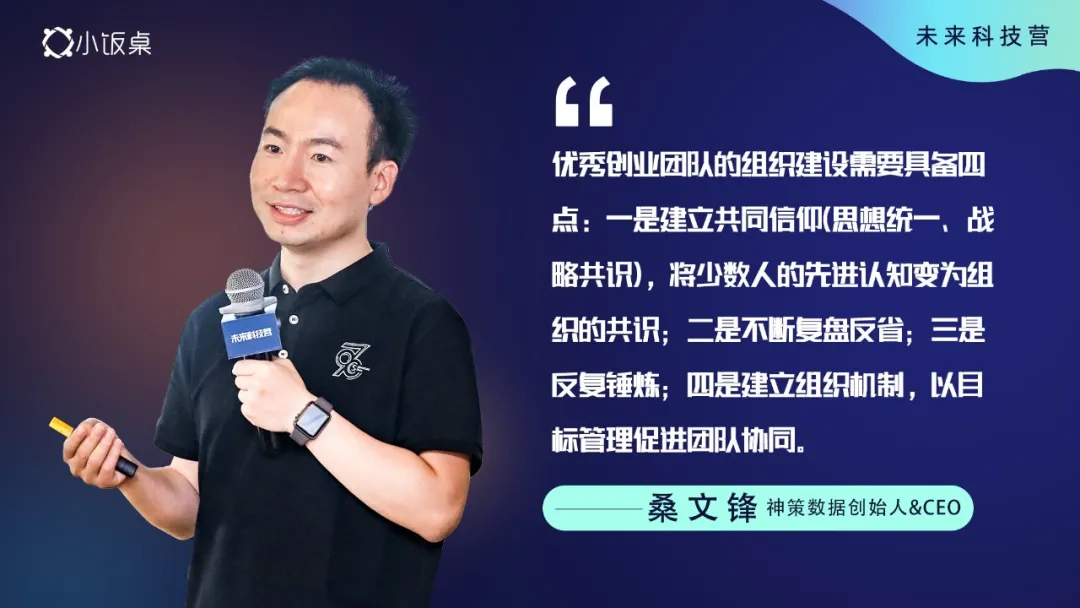 小饭桌
未来科技营
优秀创业团队的组织建设需要具备四
点：一是建立共同信仰(思想统一、战
略共识)，将少数人的先进认知变为组
织的共识；二是不断复盘反省；三是
反复锤炼；四是建立组织机制，以目
标管理促进团队协同。
未来科技营
桑文锋 神策数据创始人&CEO